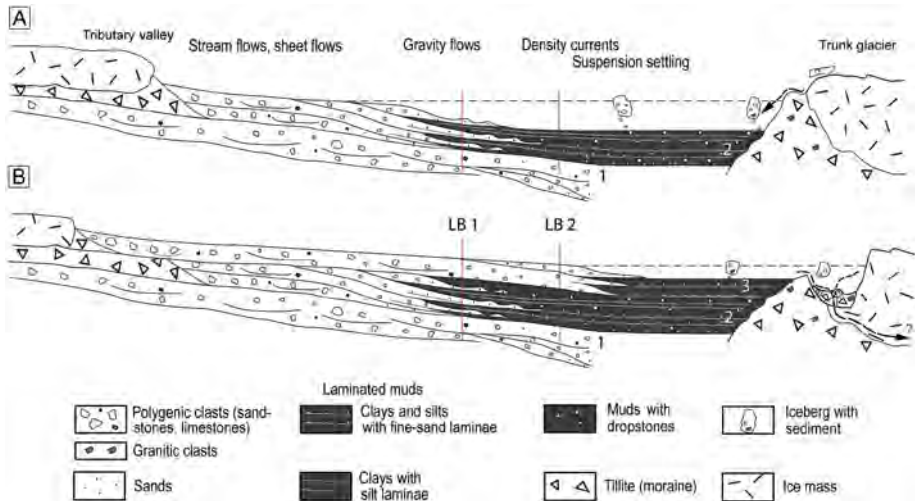 A
Tributary valley
Stream flows, sheet flows
Gravity flows
Density currents
Suspension settling
Trunk glacier
2
1
B
LB 1
LB 2
3
2
1
?
Laminated muds
Polygenic clasts (sand-
stones, limestones)
Granitic clasts
Sands
Clays and silts
with fine-sand laminae
Clays with
silt laminae
Muds with
dropstones
Tillite (moraine)
Iceberg with
sediment
Ice mass